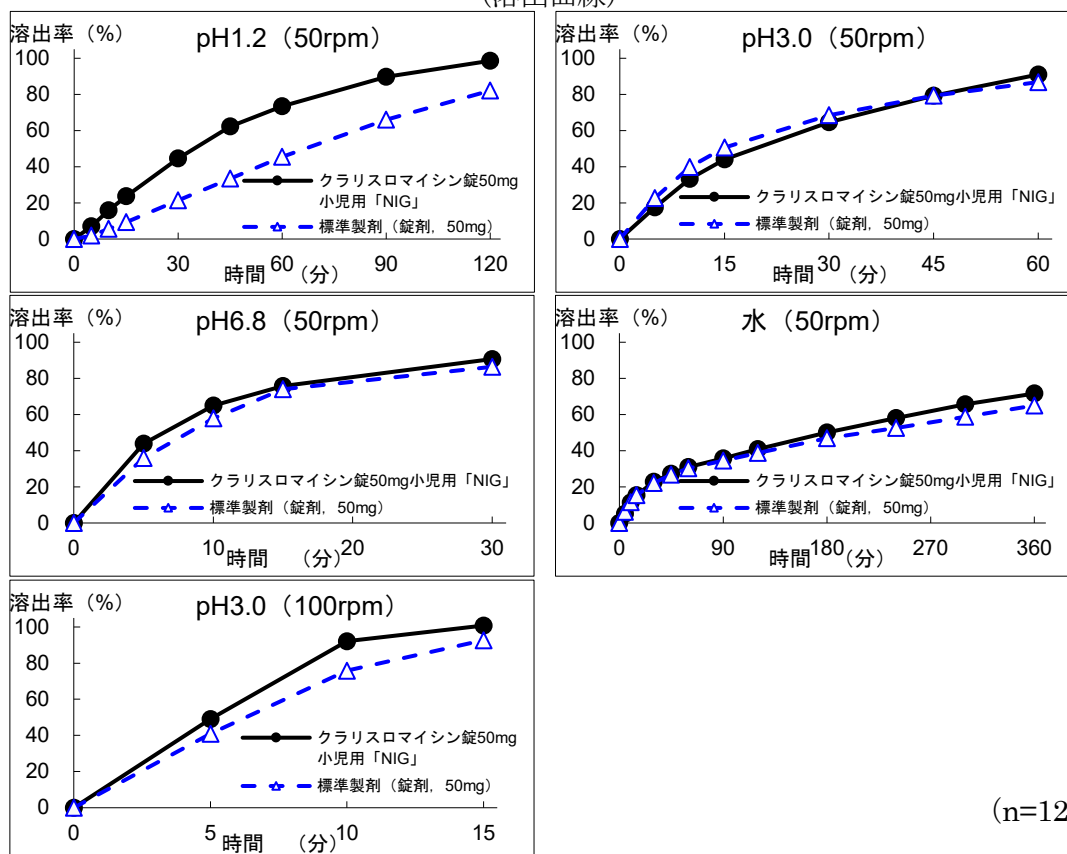 (溶出曲線)
溶出率(%) pH1.2(50rpm)
100
80
60
40
20
0
クラリスロマイシン錠50mg
小児用「NIG」
標準製剤(錠剤, 50mg)
0 30 60 90 120
時間 (分)
溶出率(%) pH3.0(50rpm)
100
80
60
40
20
0
クラリスロマイシン錠50mg小児用「NIG」
標準製剤(錠剤, 50mg)
0 15 30 45 60
時間 (分)
溶出率(%) pH6.8(50rpm)
100
80
60
40
20
0
クラリスロマイシン錠50mg小児用「NIG」
標準製剤(錠剤, 50mg)
0 10 20 30
時間 (分)
溶出率(%) 水(50rpm)
100
80
60
40
20
0
クラリスロマイシン錠50mg小児用「NIG」
標準製剤(錠剤, 50mg)
0 90 180 270 360
時間 (分)
溶出率(%) pH3.0(100rpm)
100
80
60
40
20
0
クラリスロマイシン錠50mg
小児用「NIG」
標準製剤(錠剤, 50mg)
0 5 10 15
時間 (分)
(n=12